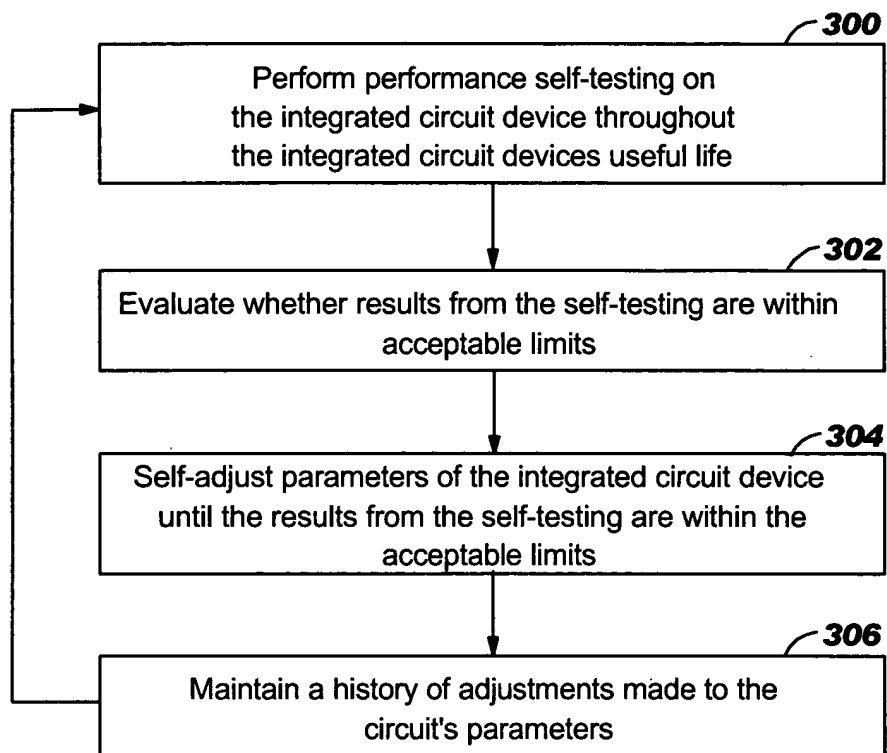 300
Perform performance self-testing on
the integrated circuit device throughout
the integrated circuit devices useful life
302
Evaluate whether results from the self-testing are within
acceptable limits
304
Self-adjust parameters of the integrated circuit device
until the results from the self-testing are within the
acceptable limits
306
Maintain a history of adjustments made to the
circuit's parameters